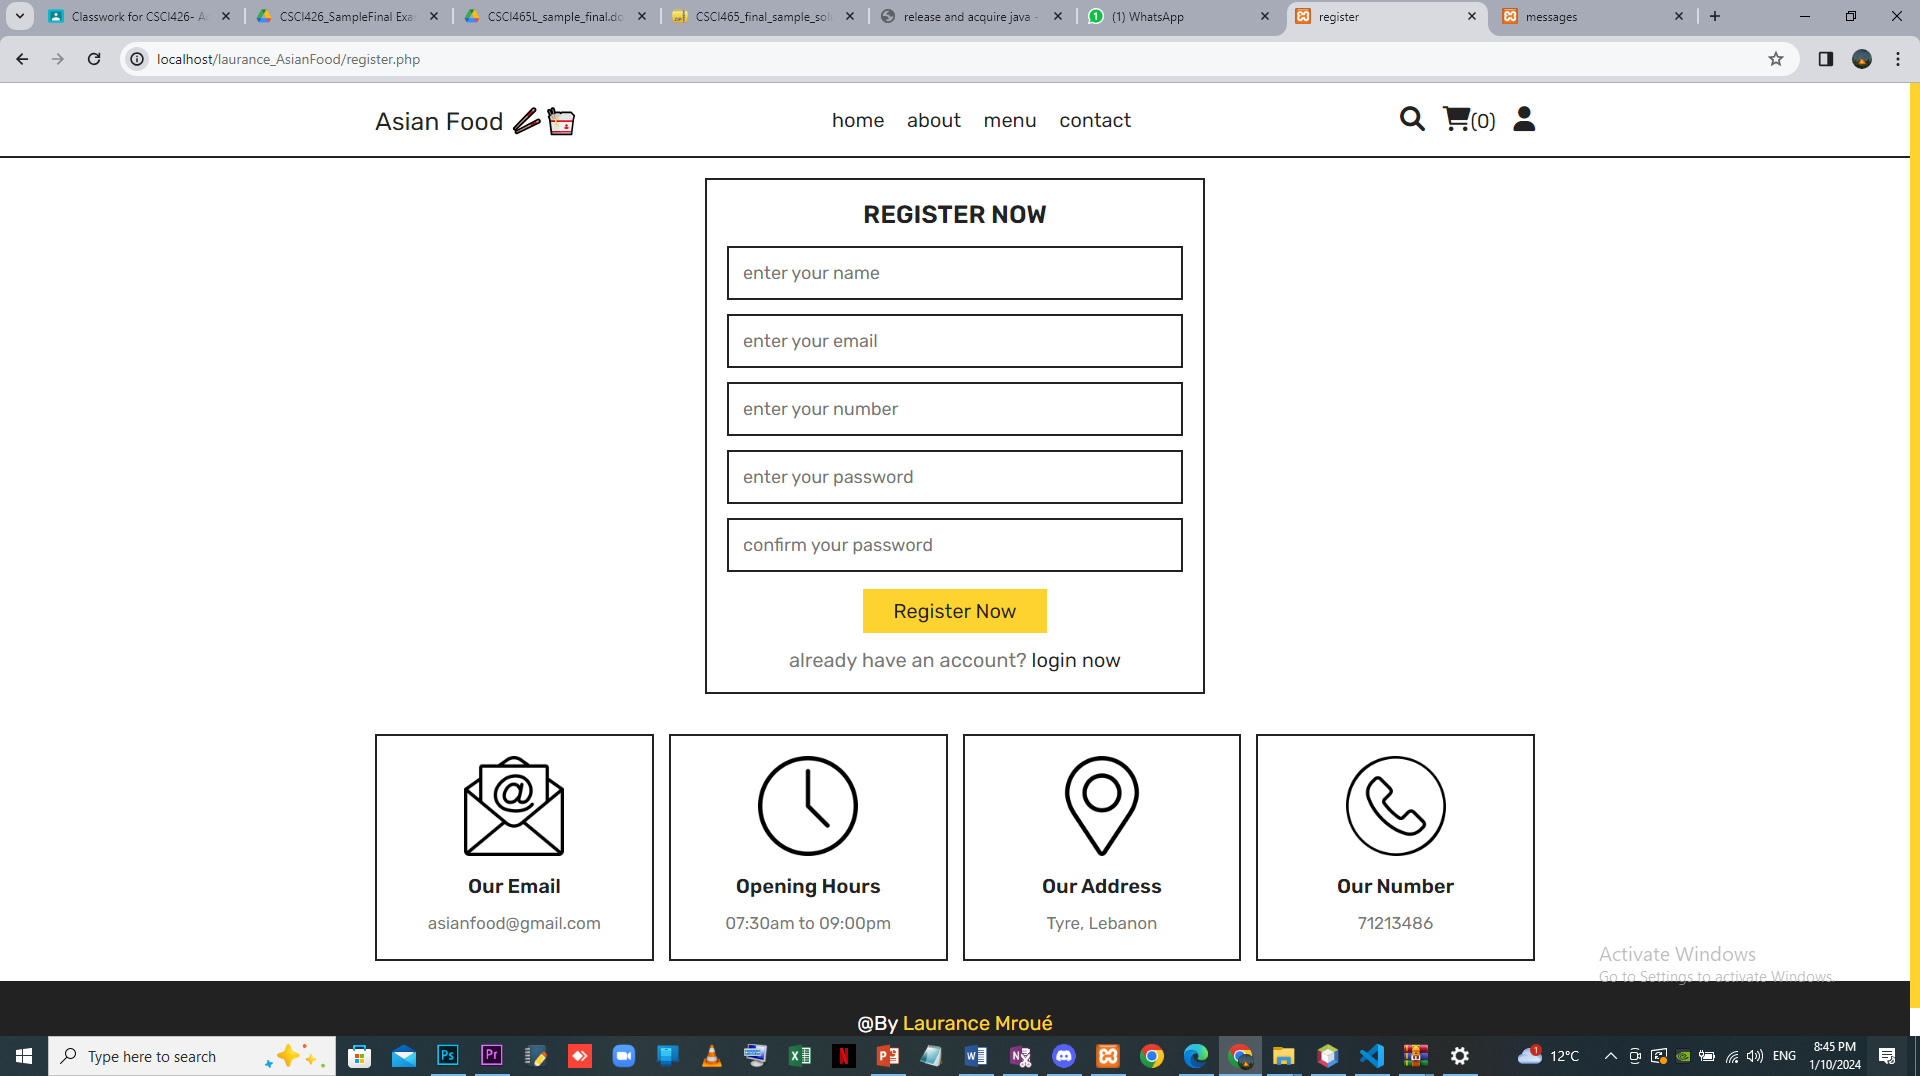 Classwork for CSCI426- A
CSCI426_SampleFinal Exa
CSCI465L_sample_final.do
CSCI465_final_sample_sol
release and acquire java -
(1) WhatsApp
register
messages
localhost/laurance_AsianFood/register.php
Asian Food
home
about
menu
contact
(0)
REGISTER NOW
enter your name
enter your email
enter your number
enter your password
confirm your password
Register Now
already have an account? login now
Our Email
asianfood@gmail.com
Opening Hours
07:30am to 09:00pm
Our Address
Tyre, Lebanon
Our Number
71213486
Activate Windows
Go to Settings to activate Windows.
@By Laurance Mroué
Type here to search
12°C
ENG
8:45 PM
1/10/2024